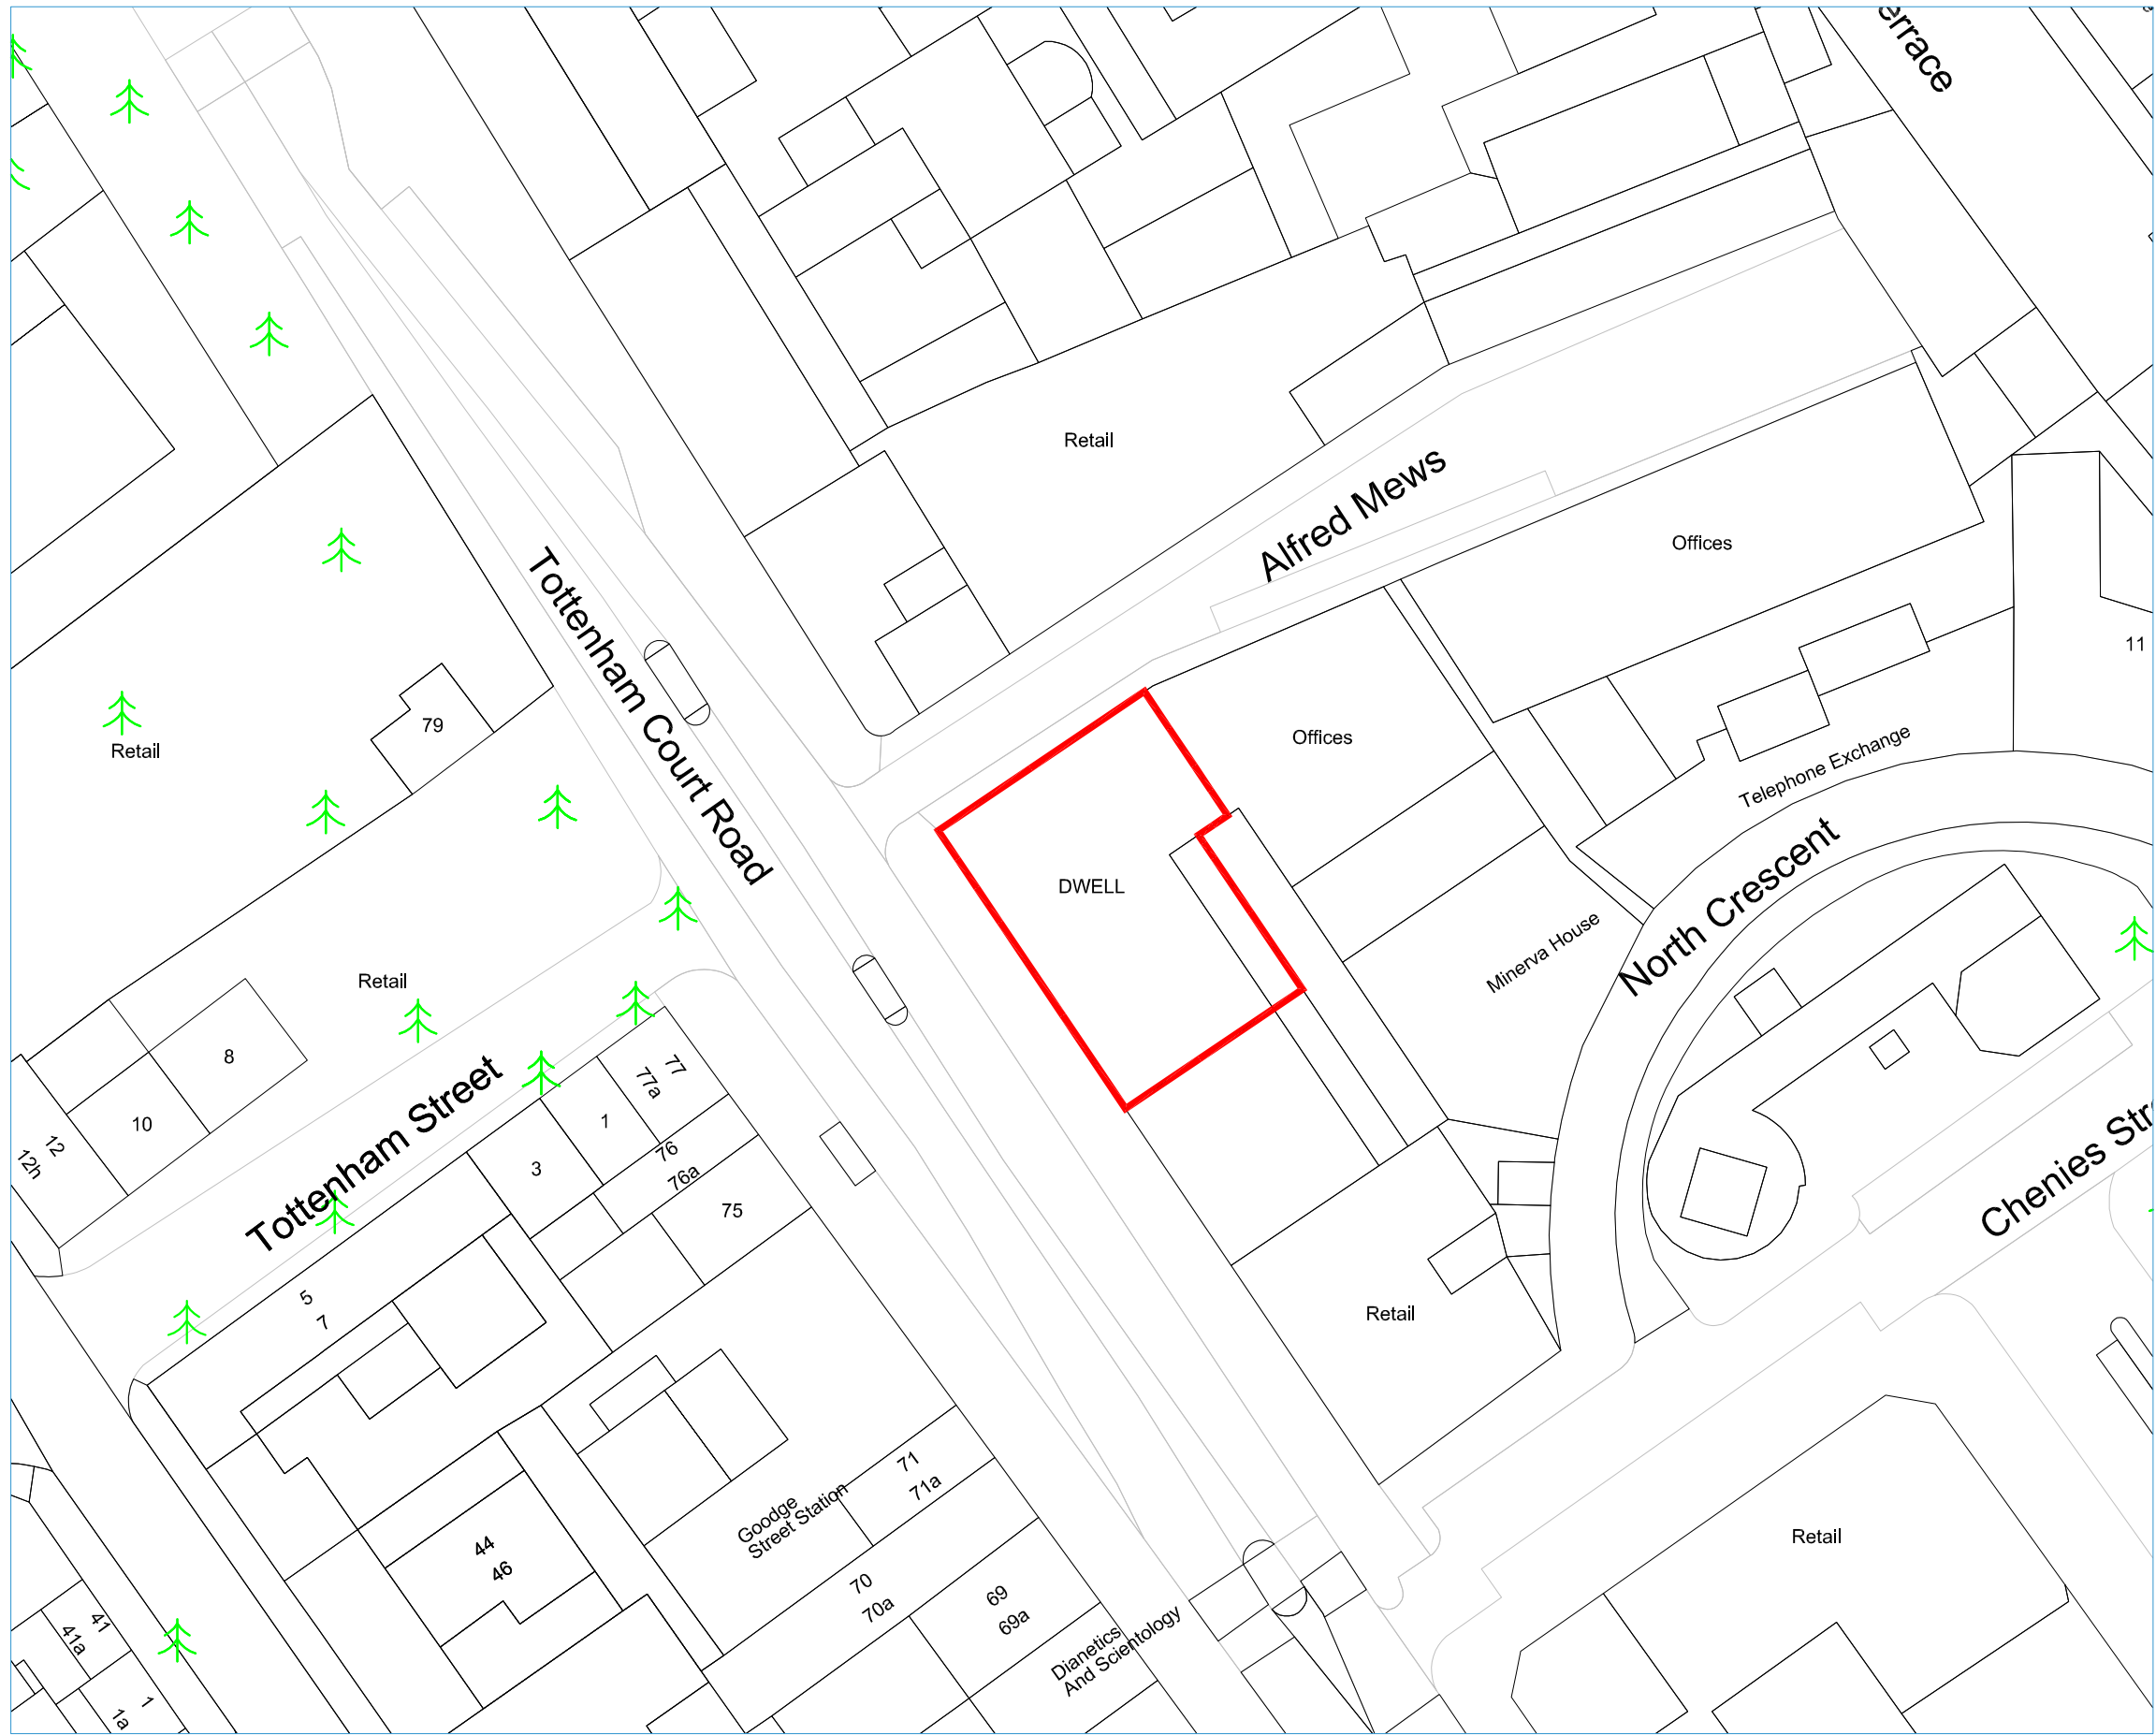 errace
Retail
Alfred Mews
Offices
Tottenham Court Road
11
79
Retail
Offices
Telephone Exchange
DWELL
North Crescent
Minerva House
Retail
8
10
12
12h
Tottenham Street
77
77a
1
3
76
76a
75
5
7
Chenies Str
Retail
71
71a
Goodge
Street Station
44
46
70
70a
69
69a
Retail
Dianetics
And Scientology
41
41a
1
1a